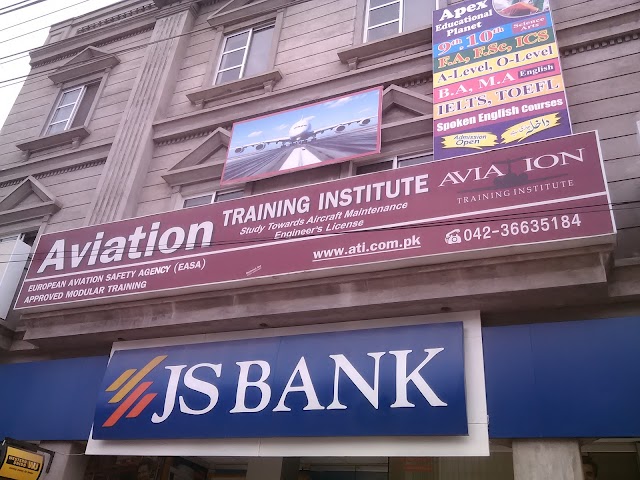 Apex
Educational
Planet
Science
Arts
9th, 10th
F.A, F.Sc, ICS
A-Level, O-Level
B.A, M.A English
IELTS, TOEFL
Spoken English Courses
Admission
Open
Aviation TRAINING INSTITUTE
Study Towards Aircraft Maintenance
Engineer's License
EUROPEAN AVIATION SAFETY AGENCY (EASA)
APPROVED MODULAR TRAINING
www.ati.com.pk
AVIATION
TRAINING INSTITUTE
042-36635184
JS BANK